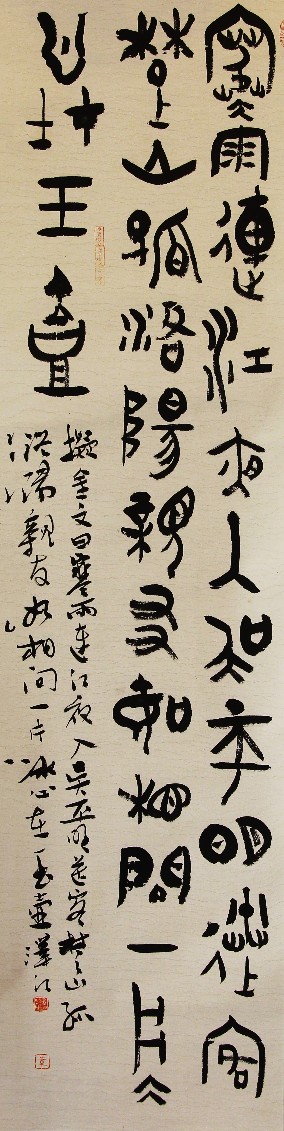 寒雨連江夜入吳平明送客
楚山孤洛陽親友如相問一片冰
心在玉壺
擬金文曰寒雨連江夜入吳平明送客楚山孤
洛陽親友如相問一片冰心在玉壺澤江